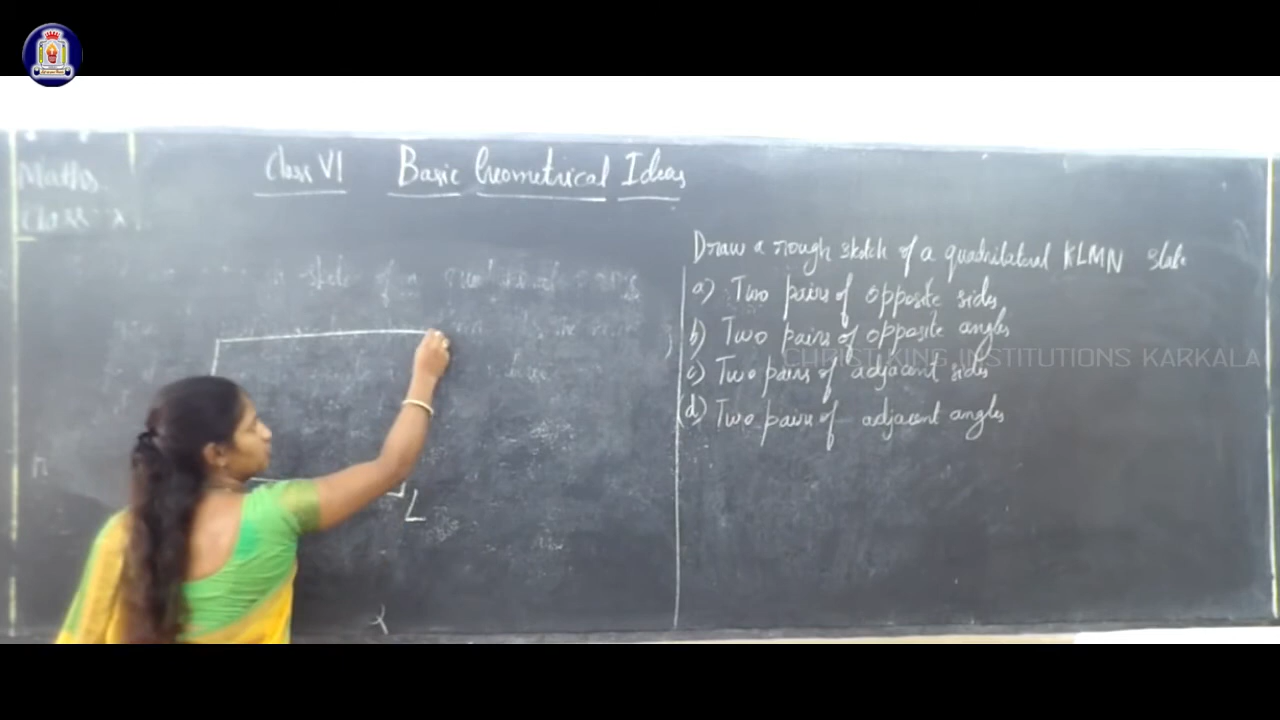 Maths
Class VI Basic Geometrical Ideas
Class: X
Draw a rough sketch of a quadrilateral KLMN state
a) Two pairs of opposite sides,
b) Two pairs of opposite angles
CHRIST KING INSTITUTIONS KARKALA
c) Two pairs of adjacent sides
(d) Two pairs of adjacent angles
L